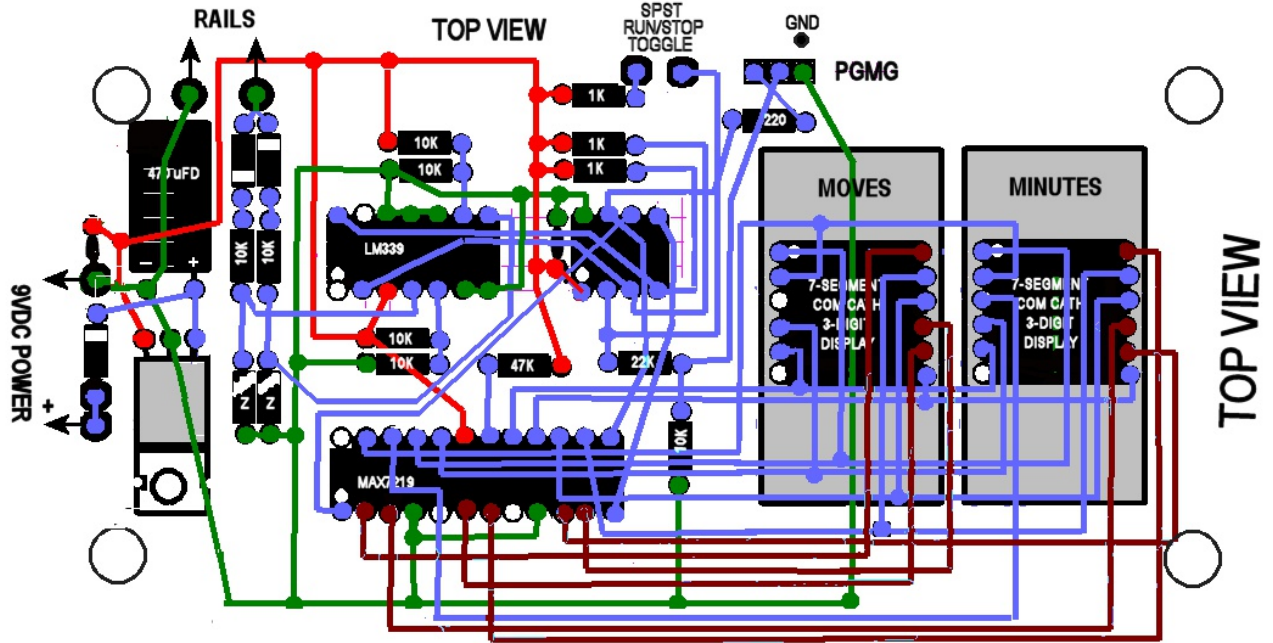 RAILS
TOP VIEW
SPST
RUN/STOP
TOGGLE
GND
PGMG
1K
220
10K
1K
10K
1K
470uFD
MOVES
MINUTES
LM339
10K
10K
- +
7-SEGMENT
COM CATH
3-DIGIT
DISPLAY
7-SEGMENT
COM CATH
3-DIGIT
DISPLAY
9VDC POWER
+
TOP VIEW
10K
10K
47K
22K
Z
Z
10K
MAX7219